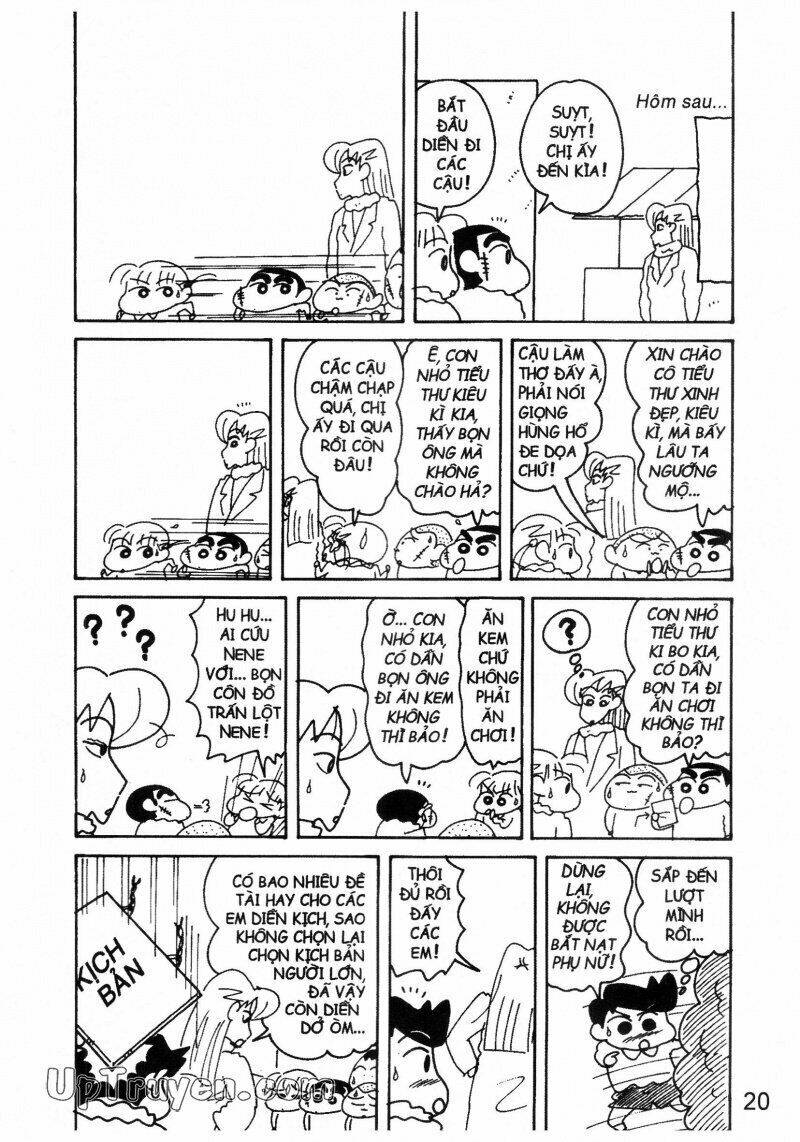 Hôm sau...
SUYT,
SUYT!
CHỊ ẤY
ĐẾN KÌA!
BẮT
ĐẦU
DIỄN ĐI
CÁC
CẬU!
XIN CHÀO
CÔ TIỂU
THƯ XINH
ĐẸP, KIÊU
KÌ, MÀ BẤY
LÂU TA
NGƯỠNG
MỘ...
CẬU LÀM
THƠ ĐẤY À,
PHẢI NÓI
GIỌNG
HÙNG HỔ
ĐE DỌA
CHỨ!
Ê, CON
NHỎ TIỂU
THƯ KIÊU
KÌ KIA,
THẤY BỌN
ÔNG MÀ
KHÔNG
CHÀO HẢ?
CÁC CẬU
CHẬM CHẠP
QUÁ, CHỊ
ẤY ĐI QUA
RỒI CÒN
ĐÂU!
CON NHỎ
TIỂU THƯ
KI BO KIA,
CÓ DẪN
BỌN TA ĐI
ĂN CHƠI
KHÔNG THÌ
BẢO?
?
ĂN
KEM
CHỨ
KHÔNG
PHẢI
ĂN
CHƠI!
Ờ... CON
NHỎ KIA,
CÓ DẪN
BỌN ÔNG
ĐI ĂN KEM
KHÔNG
THÌ BẢO!
HU HU...
AI CỨU
NENE
VỚI... BỌN
CÔN ĐỒ
TRẤN LỘT
NENE!
? ? ?
=3
SẮP ĐẾN
LƯỢT
MÌNH
RỒI...
DỪNG
LẠI,
KHÔNG
ĐƯỢC
BẮT NẠT
PHỤ NỮ!
THÔI
ĐỦ RỒI
ĐẤY
CÁC
EM!
CÓ BAO NHIÊU ĐỀ
TÀI HAY CHO CÁC
EM DIỄN KỊCH, SAO
KHÔNG CHỌN LẠI
CHỌN KỊCH BẢN
NGƯỜI LỚN,
ĐÃ VẬY
CÒN DIỄN
DỞ ÒM...
KỊCH
BẢN
UpTruyen.com
20